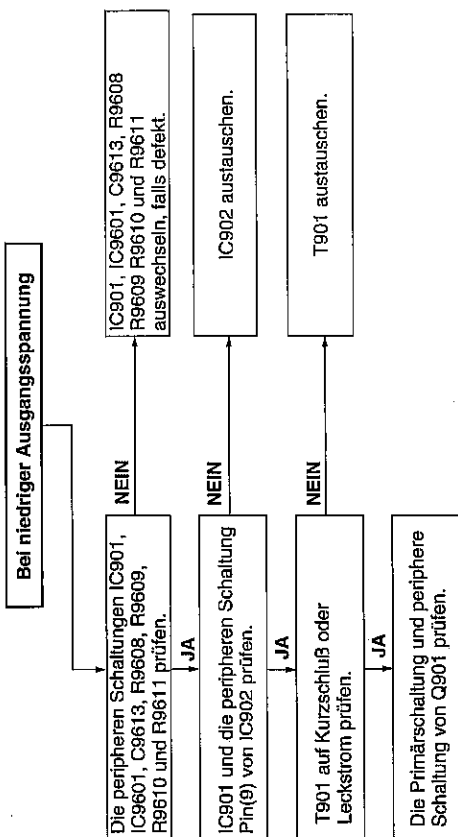 Bei niedriger Ausgangsspannung
Die peripheren Schaltungen IC901,
IC9601, C9613, R9608, R9609,
R9610 und R9611 prüfen.
NEIN
IC901, IC9601, C9613, R9608
R9609 R9610 und R9611
auswechseln, falls defekt.
JA
IC901 und die peripheren Schaltung
Pin(9) von IC902 prüfen.
NEIN
IC902 austauschen.
JA
T901 auf Kurzschluß oder
Leckstrom prüfen.
NEIN
T901 austauschen.
JA
Die Primärschaltung und periphere
Schaltung von Q901 prüfen.